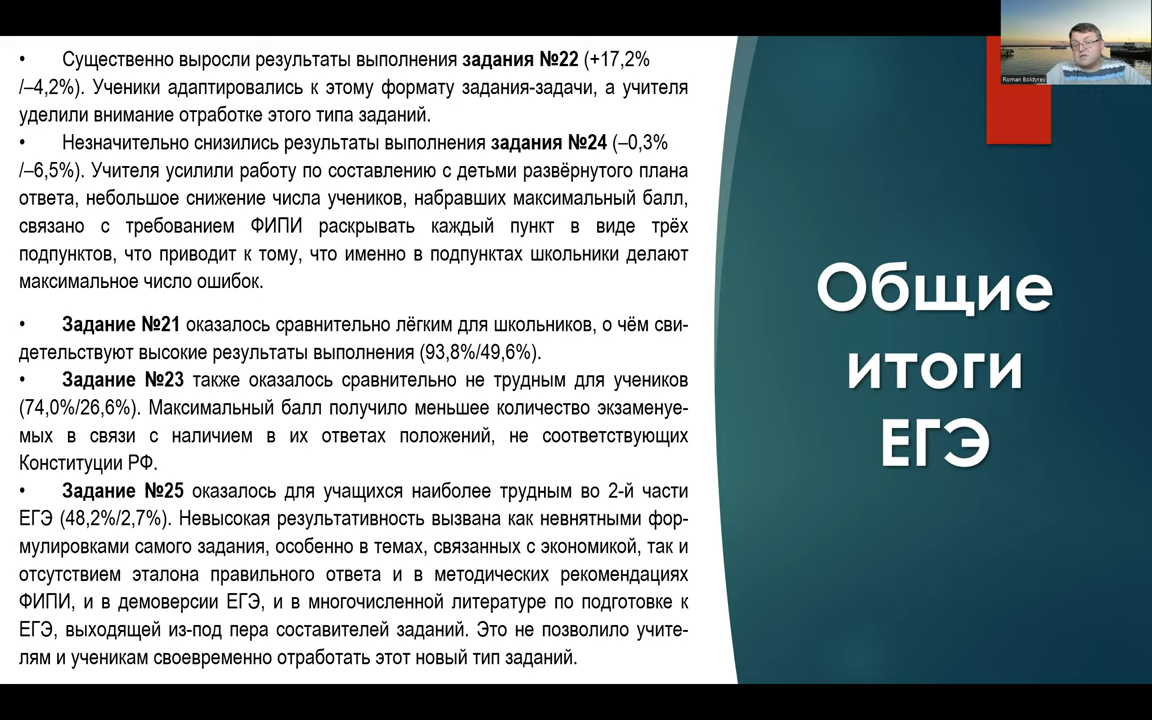 • Существенно выросли результаты выполнения задания №22 (+17,2%
/–4,2%). Ученики адаптировались к этому формату задания-задачи, а учителя
уделили внимание отработке этого типа заданий.
• Незначительно снизились результаты выполнения задания №24 (–0,3%
/–6,5%). Учителя усилили работу по составлению с детьми развёрнутого плана
ответа, небольшое снижение числа учеников, набравших максимальный балл,
связано с требованием ФИПИ раскрывать каждый пункт в виде трёх
подпунктов, что приводит к тому, что именно в подпунктах школьники делают
максимальное число ошибок.
• Задание №21 оказалось сравнительно лёгким для школьников, о чём сви-
детельствуют высокие результаты выполнения (93,8%/49,6%).
• Задание №23 также оказалось сравнительно не трудным для учеников
(74,0%/26,6%). Максимальный балл получило меньшее количество экзаменуе-
мых в связи с наличием в их ответах положений, не соответствующих
Конституции РФ.
• Задание №25 оказалось для учащихся наиболее трудным во 2-й части
ЕГЭ (48,2%/2,7%). Невысокая результативность вызвана как невнятными фор-
мулировками самого задания, особенно в темах, связанных с экономикой, так и
отсутствием эталона правильного ответа и в методических рекомендациях
ФИПИ, и в демоверсии ЕГЭ, и в многочисленной литературе по подготовке к
ЕГЭ, выходящей из-под пера составителей заданий. Это не позволило учите-
лям и ученикам своевременно отработать этот новый тип заданий.
Общие
итоги
ЕГЭ
Roman Boldyrev